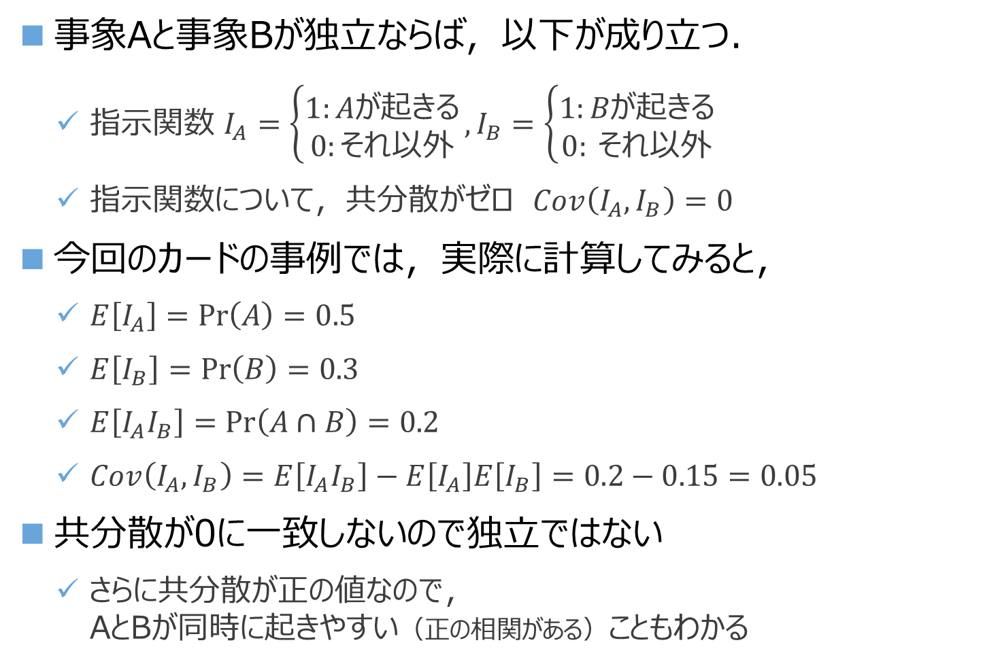 ■ 事象Aと事象Bが独立ならば，以下が成り立つ．
✓ 指示関数 I_A = {1: Aが起きる 0: それ以外 , I_B = {1: Bが起きる 0: それ以外
✓ 指示関数について，共分散がゼロ Cov(I_A, I_B) = 0
■ 今回のカードの事例では，実際に計算してみると，
✓ E[I_A] = Pr(A) = 0.5
✓ E[I_B] = Pr(B) = 0.3
✓ E[I_A I_B] = Pr(A ∩ B) = 0.2
✓ Cov(I_A, I_B) = E[I_A I_B] − E[I_A]E[I_B] = 0.2 − 0.15 = 0.05
■ 共分散が0に一致しないので独立ではない
✓ さらに共分散が正の値なので，
AとBが同時に起きやすい（正の相関がある）こともわかる